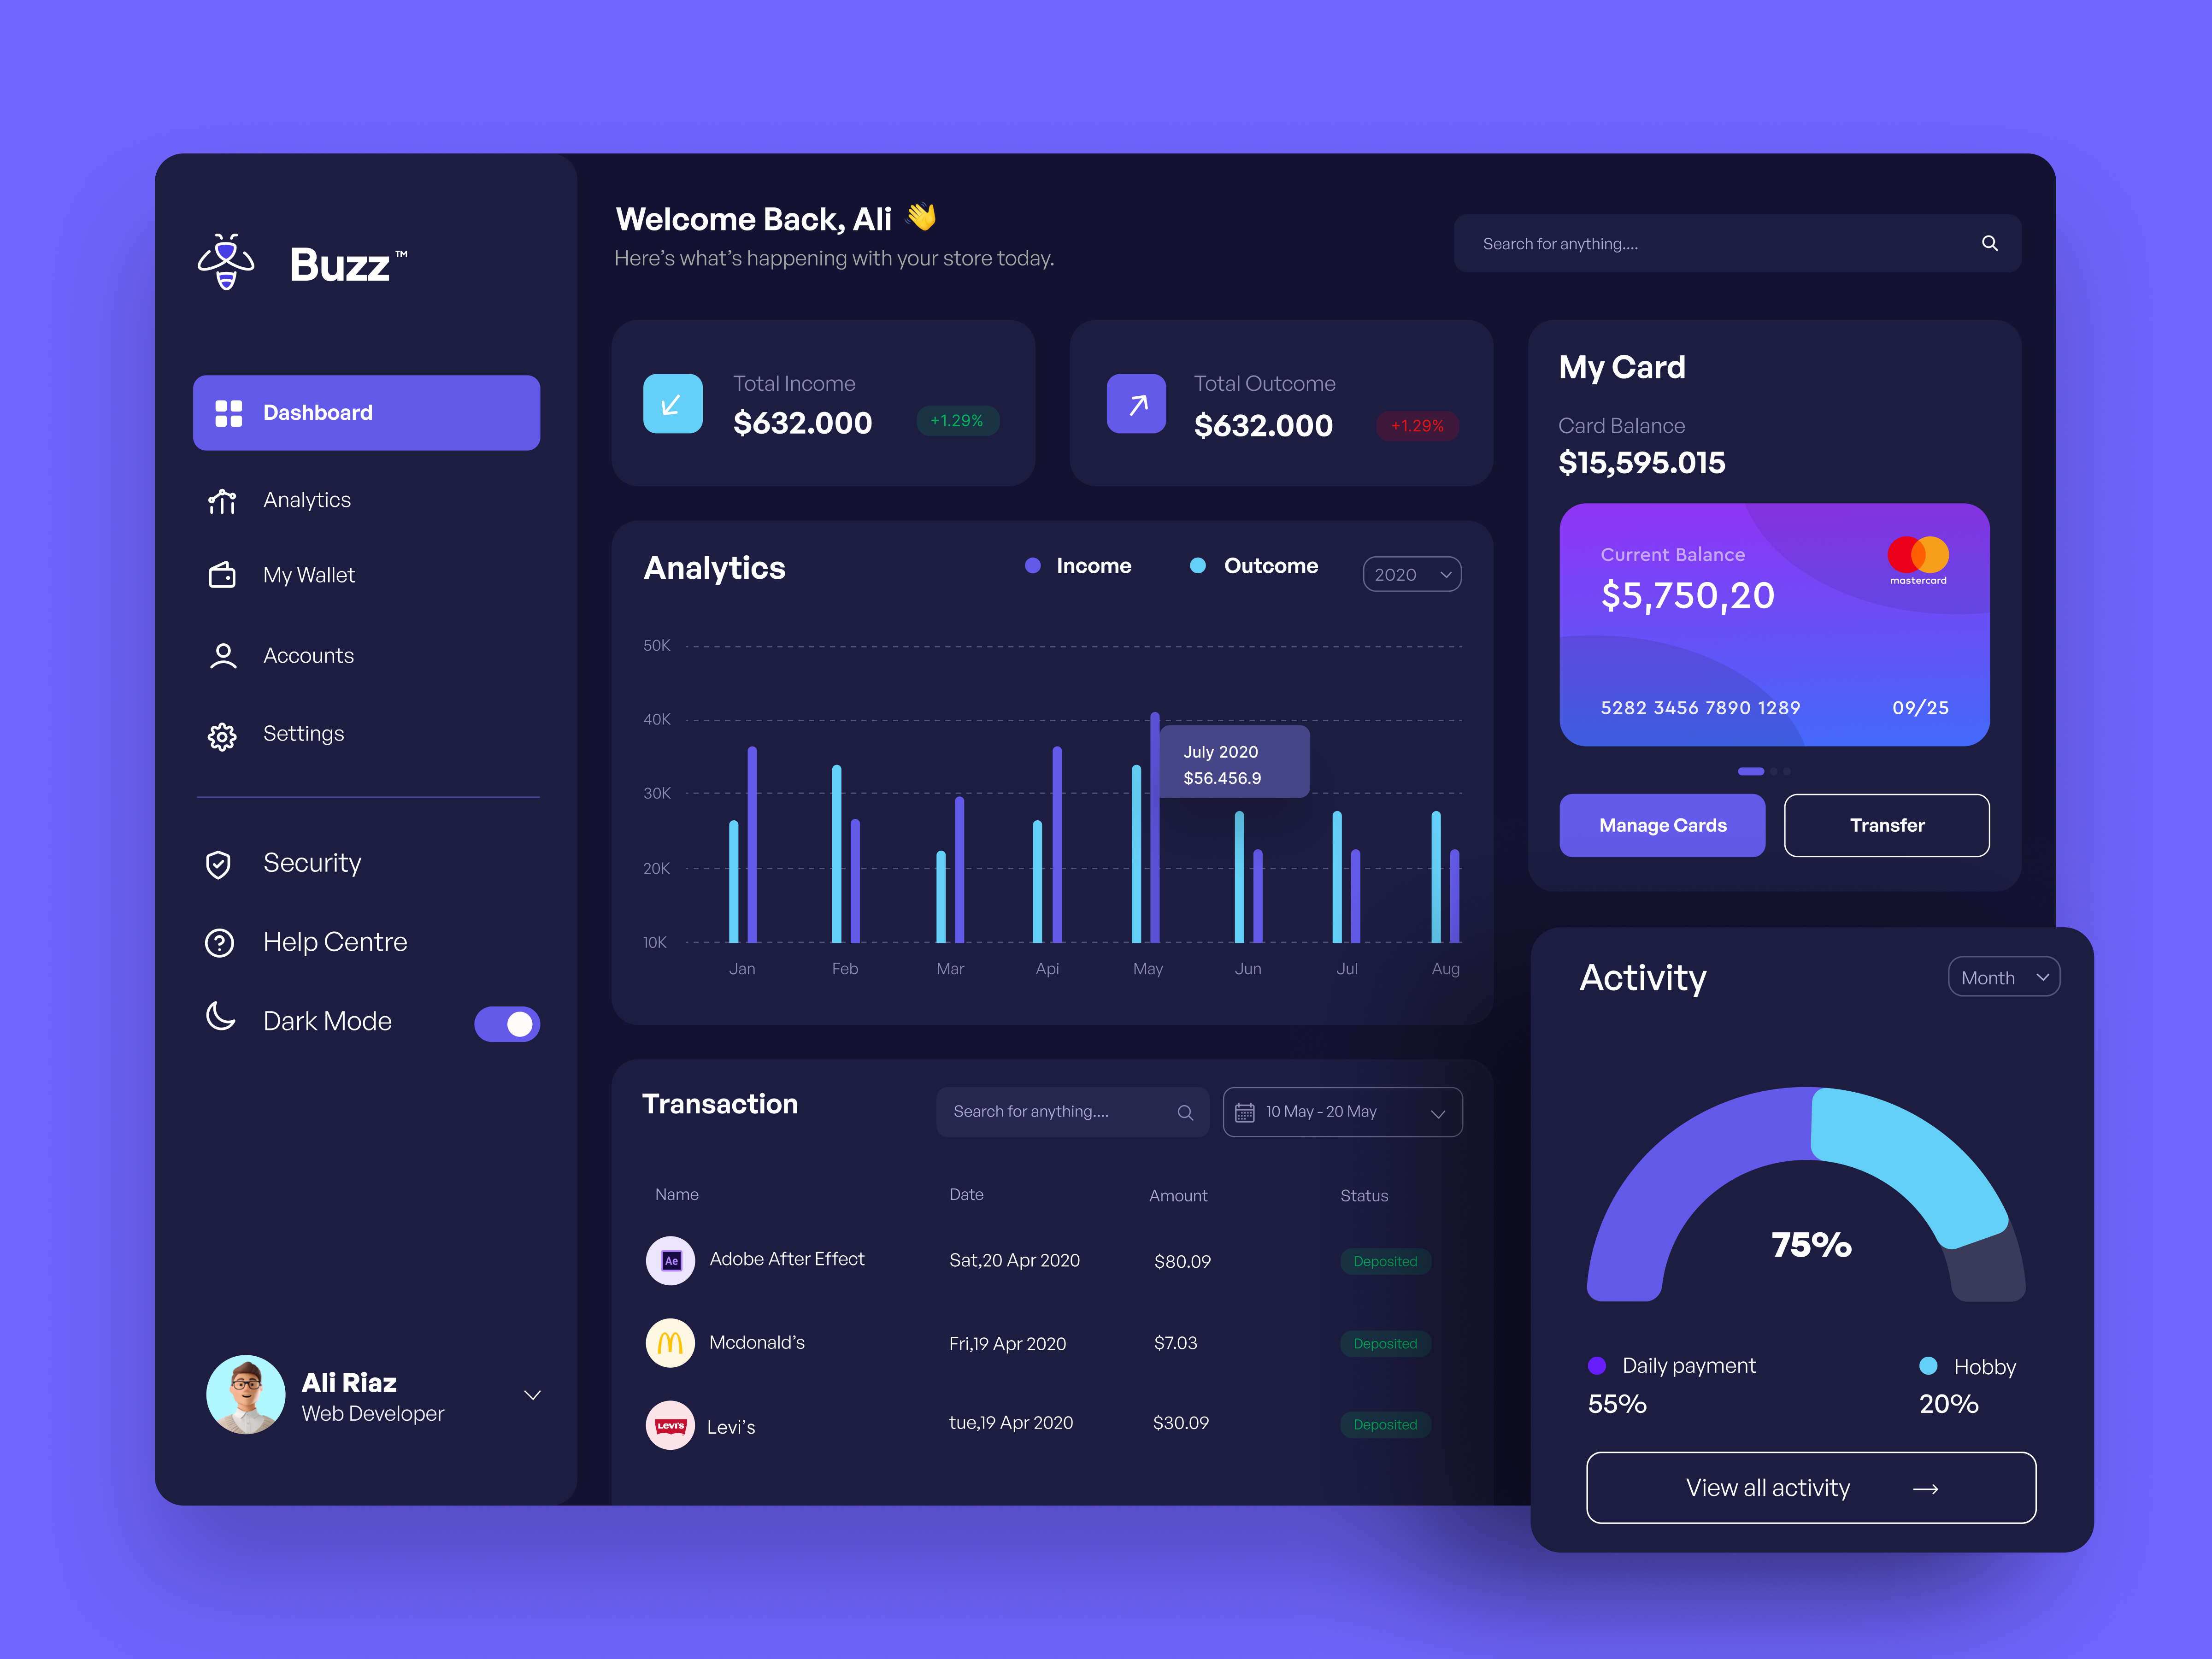 Buzz™
Dashboard
Analytics
My Wallet
Accounts
Settings
Security
Help Centre
Dark Mode
Ali Riaz
Web Developer
Welcome Back, Ali 👋
Here’s what’s happening with your store today.
Search for anything....
Total Income
$632.000
+1.29%
Total Outcome
$632.000
+1.29%
Analytics
Income
Outcome
2020
50K
40K
30K
20K
10K
July 2020
$56.456.9
Jan Feb Mar Api May Jun Jul Aug
Transaction
Search for anything....
10 May - 20 May
Name Date Amount Status
Ae Adobe After Effect Sat,20 Apr 2020 $80.09 Deposited
Mcdonald’s Fri,19 Apr 2020 $7.03 Deposited
Levi's Levi’s tue,19 Apr 2020 $30.09 Deposited
My Card
Card Balance
$15,595.015
Current Balance
$5,750,20
mastercard
5282 3456 7890 1289 09/25
Manage Cards
Transfer
Activity
Month
75%
Daily payment
55%
Hobby
20%
View all activity